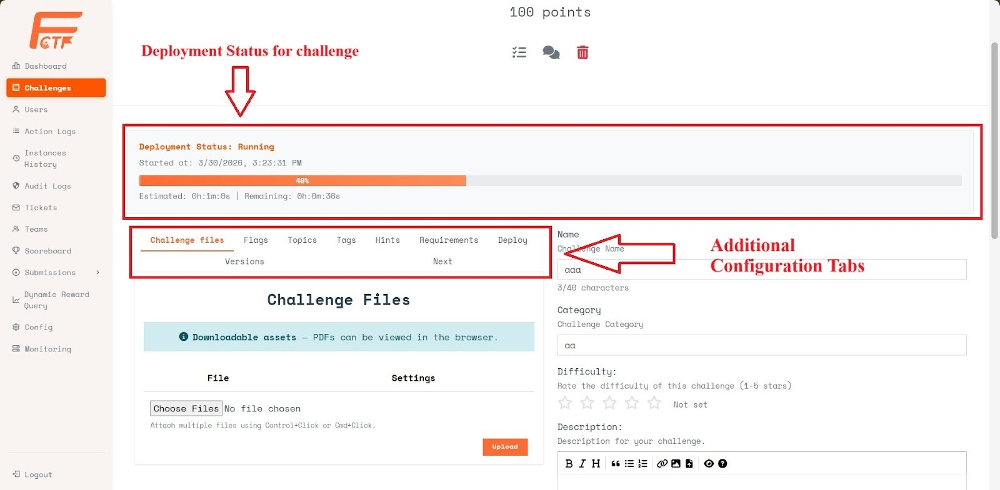 100 points
FCTF
Deployment Status for challenge
Dashboard
Challenges
Users
Action Logs
Instances
History
Audit Logs
Tickets
Teams
Scoreboard
Submissions
Dynamic Reward
Query
Config
Monitoring
Logout
Deployment Status: Running
Started at: 3/30/2026, 3:23:31 PM
40%
Estimated: 0h:1m:0s | Remaining: 0h:0m:36s
Challenge files Flags Topics Tags Hints Requirements Deploy
Versions Next
Additional
Configuration Tabs
Challenge Files
Downloadable assets — PDFs can be viewed in the browser.
File Settings
Choose Files No file chosen
Attach multiple files using Control+Click or Cmd+Click.
Upload
Name
Challenge Name
aaa
3/40 characters
Category
Challenge Category
aa
Difficulty:
Rate the difficulty of this challenge (1-5 stars)
Not set
Description:
Description for your challenge.
B I H